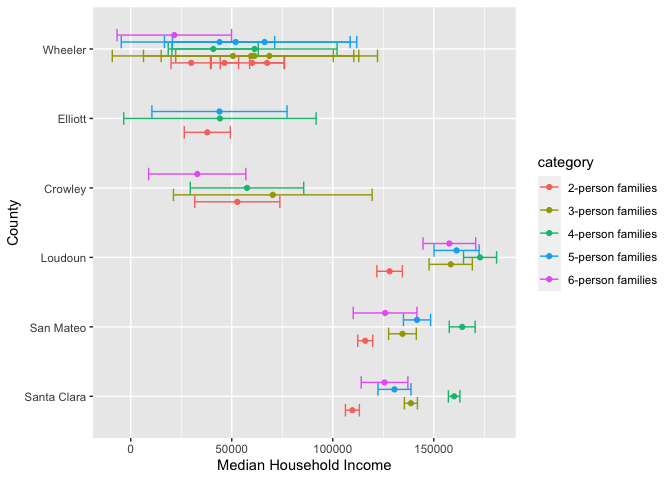 Wheeler
Elliott
Crowley
Loudoun
San Mateo
Santa Clara
County
0
50000
100000
150000
Median Household Income
category
2-person families
3-person families
4-person families
5-person families
6-person families